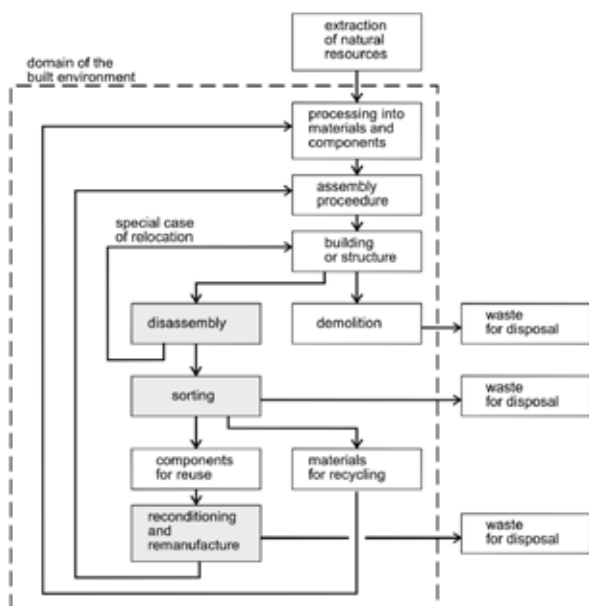 extraction
of natural
resources
domain of the
built environment
processing into
materials and
components
assembly
proceedure
special case
of relocation
building
or structure
disassembly
demolition
waste
for disposal
sorting
waste
for disposal
components
for reuse
materials
for recycling
reconditioning
and
remanufacture
waste
for disposal